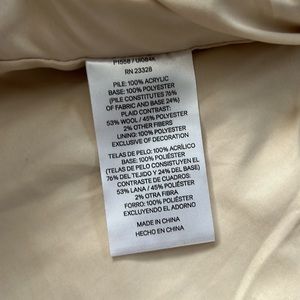 P1558 / UI084K
RN 23328
PILE: 100% ACRYLIC
BASE: 100% POLYESTER
(PILE CONSTITUTES 76%
OF FABRIC AND BASE 24%)
PLAID CONTRAST:
53% WOOL / 45% POLYESTER
2% OTHER FIBERS
LINING: 100% POLYESTER
EXCLUSIVE OF DECORATION
TELAS DE PELO: 100% ACRÍLICO
BASE: 100% POLIÉSTER
(TELAS DE PELO CONSISTUYEN EL
76% DEL TEJIDO Y 24% DEL BASE)
CONTRASTE DE CUADROS:
53% LANA / 45% POLIÉSTER
2% OTRA FIBRA
FORRO: 100% POLIÉSTER
EXCLUYENDO EL ADORNO
MADE IN CHINA
HECHO EN CHINA